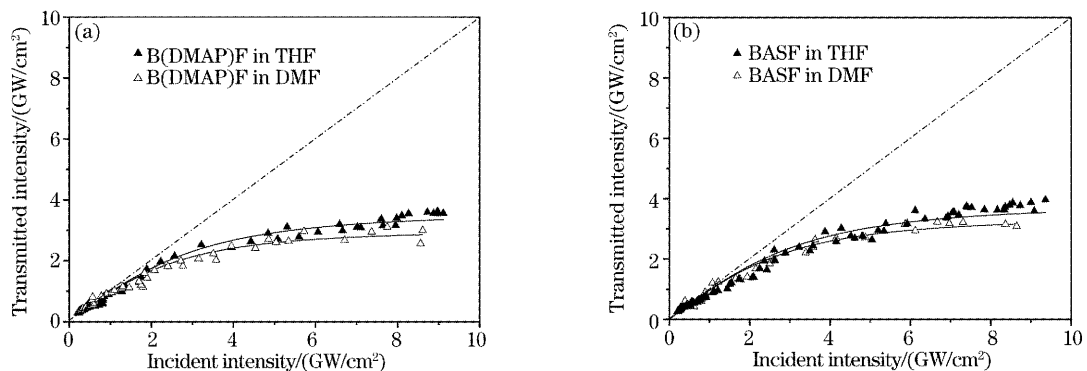 (a)
B(DMAP)F in THF
B(DMAP)F in DMF
Transmitted intensity/(GW/cm²)
10
8
6
4
2
0
0 2 4 6 8 10
Incident intensity/(GW/cm²)
(b)
BASF in THF
BASF in DMF
Transmitted intensity/(GW/cm²)
10
8
6
4
2
0
0 2 4 6 8 10
Incident intensity/(GW/cm²)